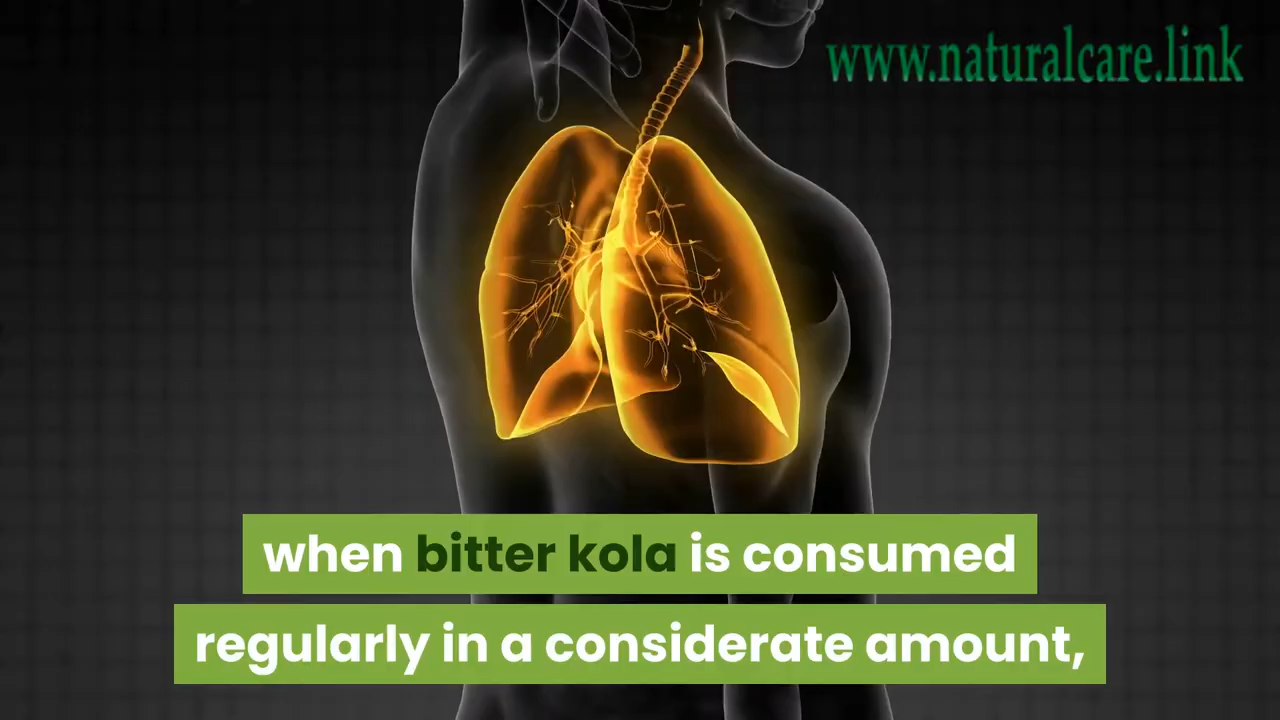 www.naturalcare.link
when bitter kola is consumed
regularly in a considerate amount,